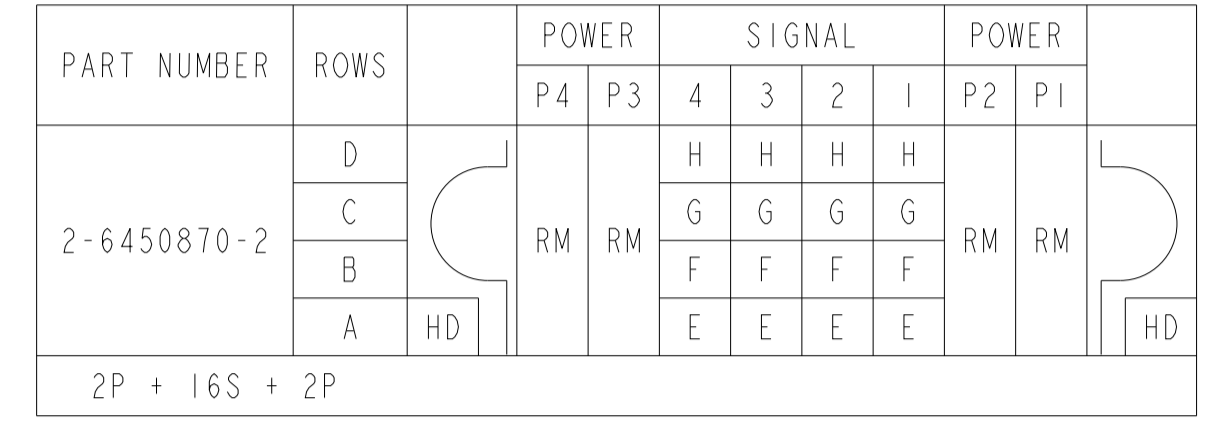 PART NUMBER ROWS POWER SIGNAL POWER
P4 P3 4 3 2 1 P2 P1
2-6450870-2 D H H H H
C G G G G
RM RM RM RM
B F F F F
A HD E E E E HD
2P + 16S + 2P